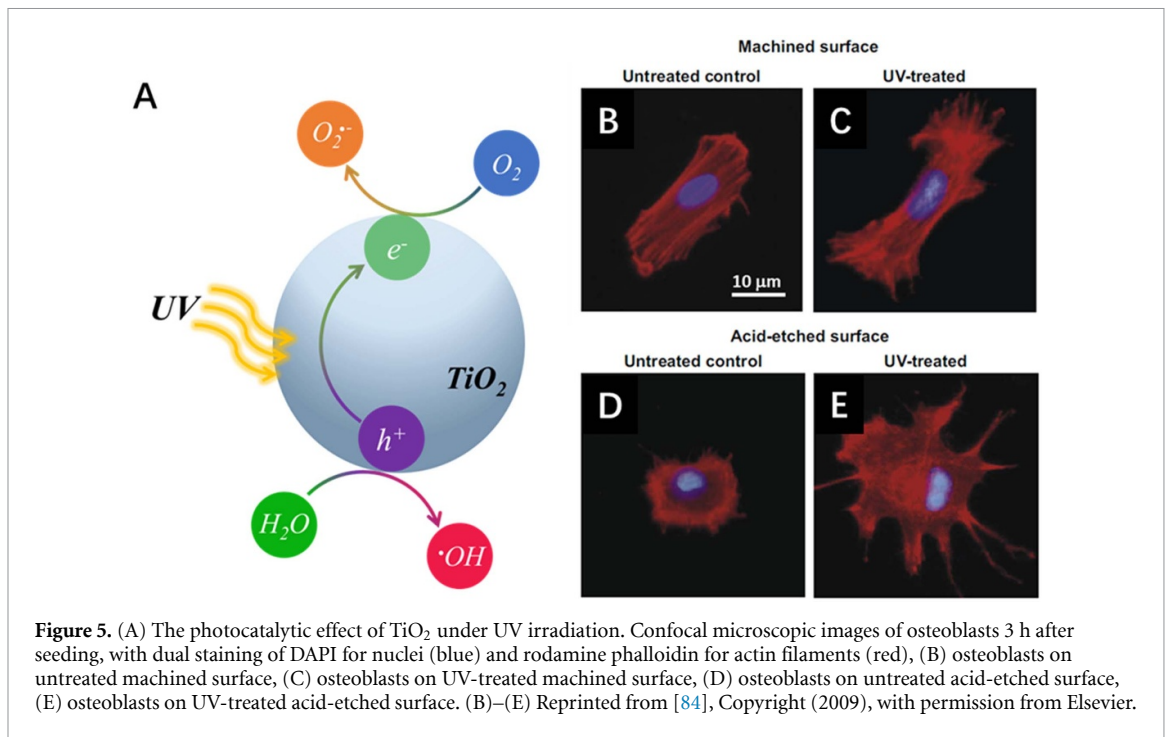 A
O₂•-
O₂
e-
UV
TiO₂
h+
H₂O
•OH
Machined surface
Untreated control
UV-treated
B
C
10 µm
Acid-etched surface
Untreated control
UV-treated
D
E
Figure 5. (A) The photocatalytic effect of TiO₂ under UV irradiation. Confocal microscopic images of osteoblasts 3 h after
seeding, with dual staining of DAPI for nuclei (blue) and rodamine phalloidin for actin filaments (red), (B) osteoblasts on
untreated machined surface, (C) osteoblasts on UV-treated machined surface, (D) osteoblasts on untreated acid-etched surface,
(E) osteoblasts on UV-treated acid-etched surface. (B)–(E) Reprinted from [84], Copyright (2009), with permission from Elsevier.